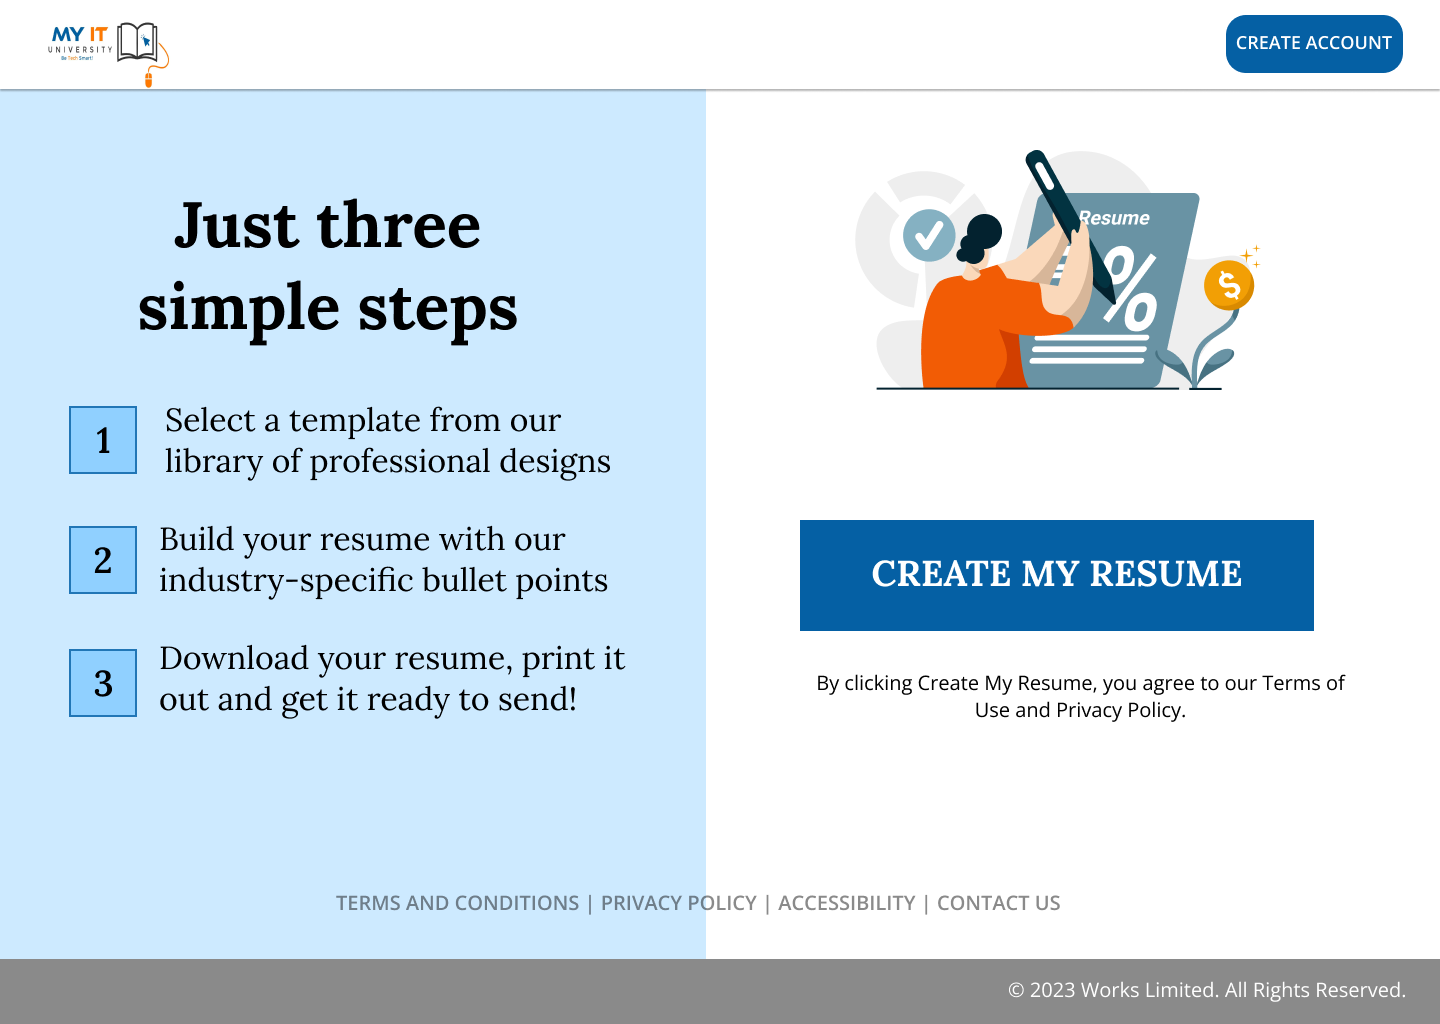 MY IT
UNIVERSITY
Be Tech Smart!
CREATE ACCOUNT
Just three
simple steps
1
Select a template from our
library of professional designs
2
Build your resume with our
industry-specific bullet points
3
Download your resume, print it
out and get it ready to send!
Resume
%
$
CREATE MY RESUME
By clicking Create My Resume, you agree to our Terms of
Use and Privacy Policy.
TERMS AND CONDITIONS | PRIVACY POLICY | ACCESSIBILITY | CONTACT US
© 2023 Works Limited. All Rights Reserved.